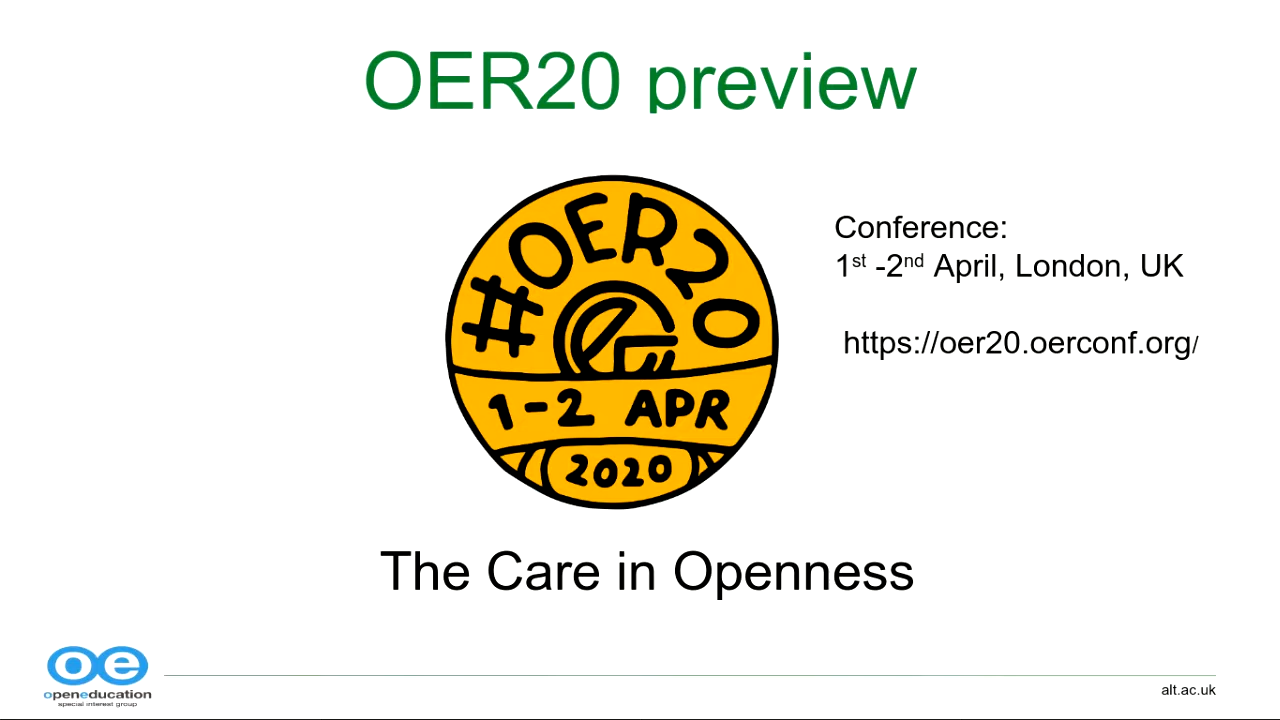 OER20 preview
#OER20
1-2 APR
2020
Conference:
1st -2nd April, London, UK
https://oer20.oerconf.org/
The Care in Openness
oe
openeducation
special interest group
alt.ac.uk